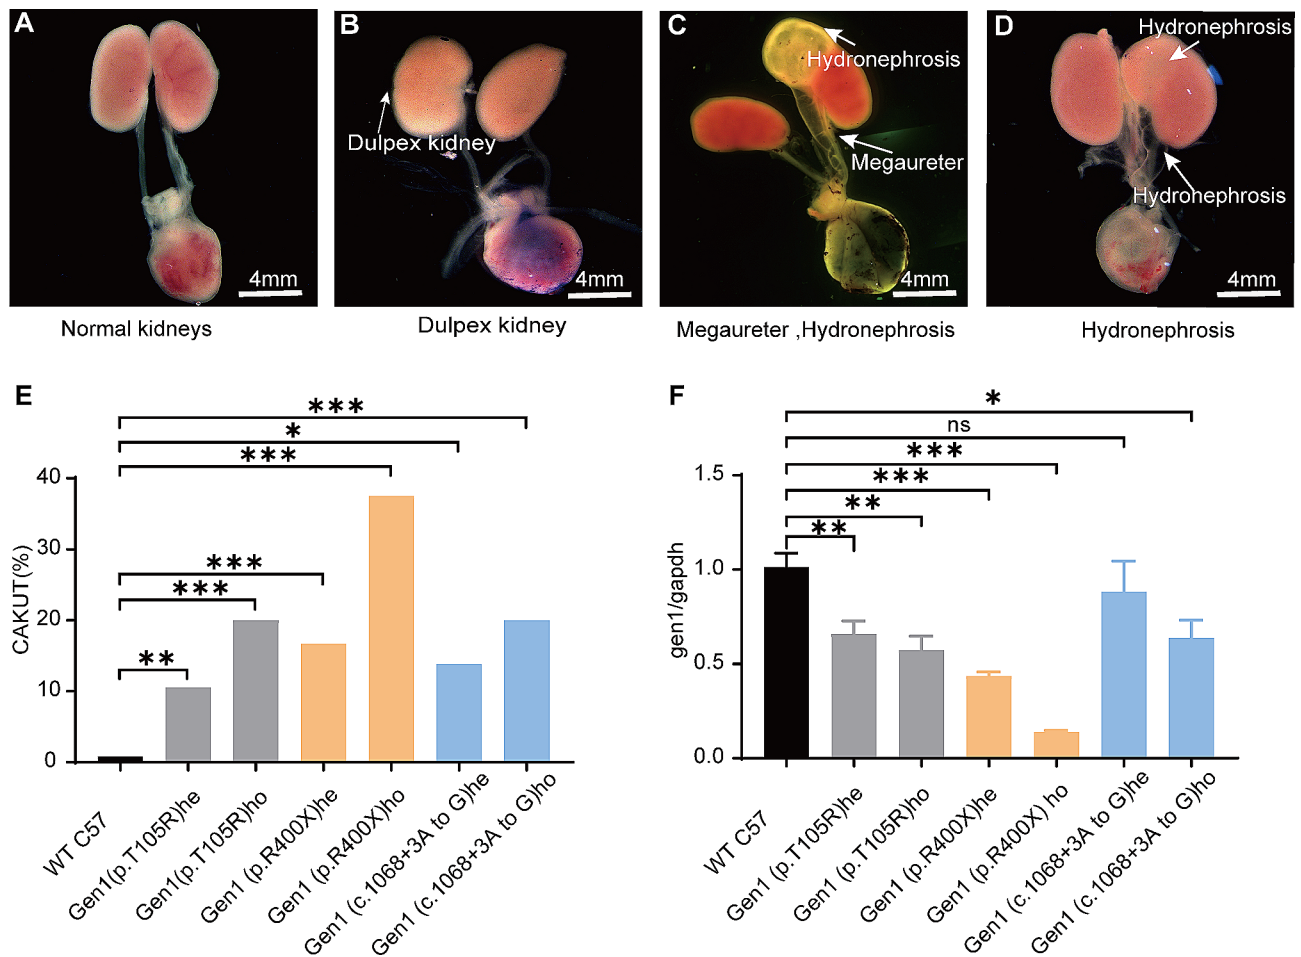 A
4mm
Normal kidneys
B
Dulpex kidney
4mm
Dulpex kidney
C
Hydronephrosis
Megaureter
4mm
Megaureter ,Hydronephrosis
D
Hydronephrosis
Hydronephrosis
4mm
Hydronephrosis
E
***
*
***
***
***
**
CAKUT(%)
40
30
20
10
0
WT C57
Gen1(p.T105R)he
Gen1(p.T105R)ho
Gen1 (p.R400X)he
Gen1 (p.R400X)ho
Gen1 (c.1068+3A to G)he
Gen1 (c.1068+3A to G)ho
F
*
ns
***
***
**
**
gen1/gapdh
1.5
1.0
0.5
0.0
WT C57
Gen1 (p.T105R)he
Gen1 (p.T105R)ho
Gen1 (p.R400X)he
Gen1 (p.R400X) ho
Gen1 (c.1068+3A to G)he
Gen1 (c.1068+3A to G)ho